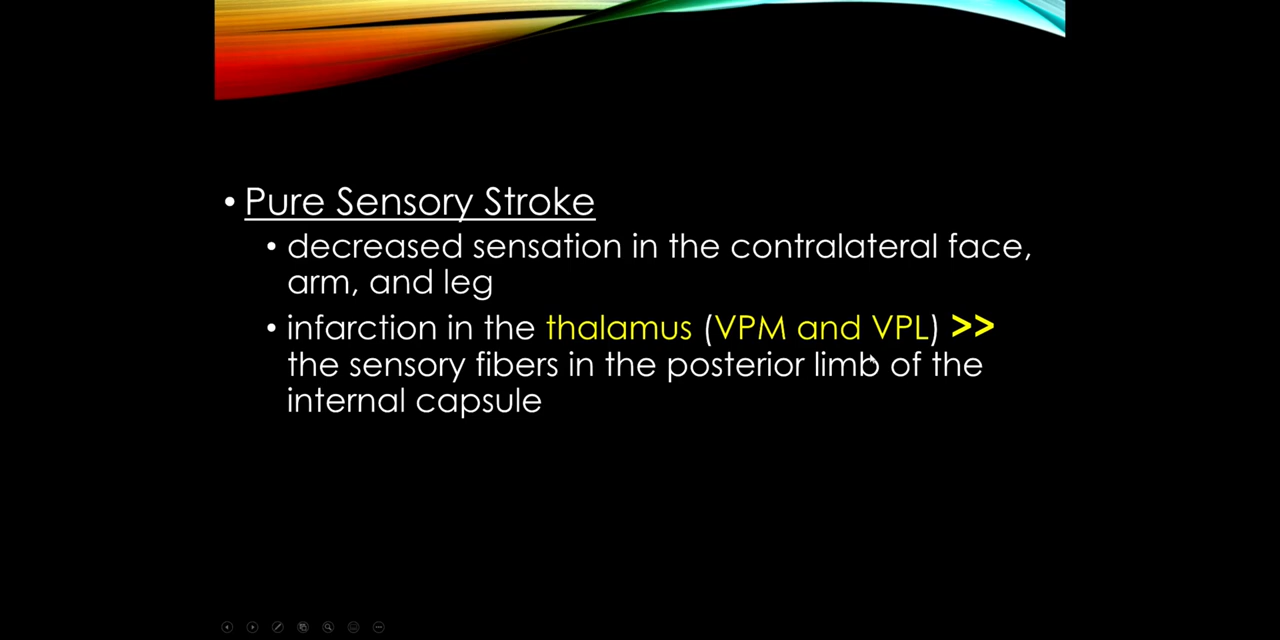 • Pure Sensory Stroke
• decreased sensation in the contralateral face,
arm, and leg
• infarction in the thalamus (VPM and VPL) >>
the sensory fibers in the posterior limb of the
internal capsule